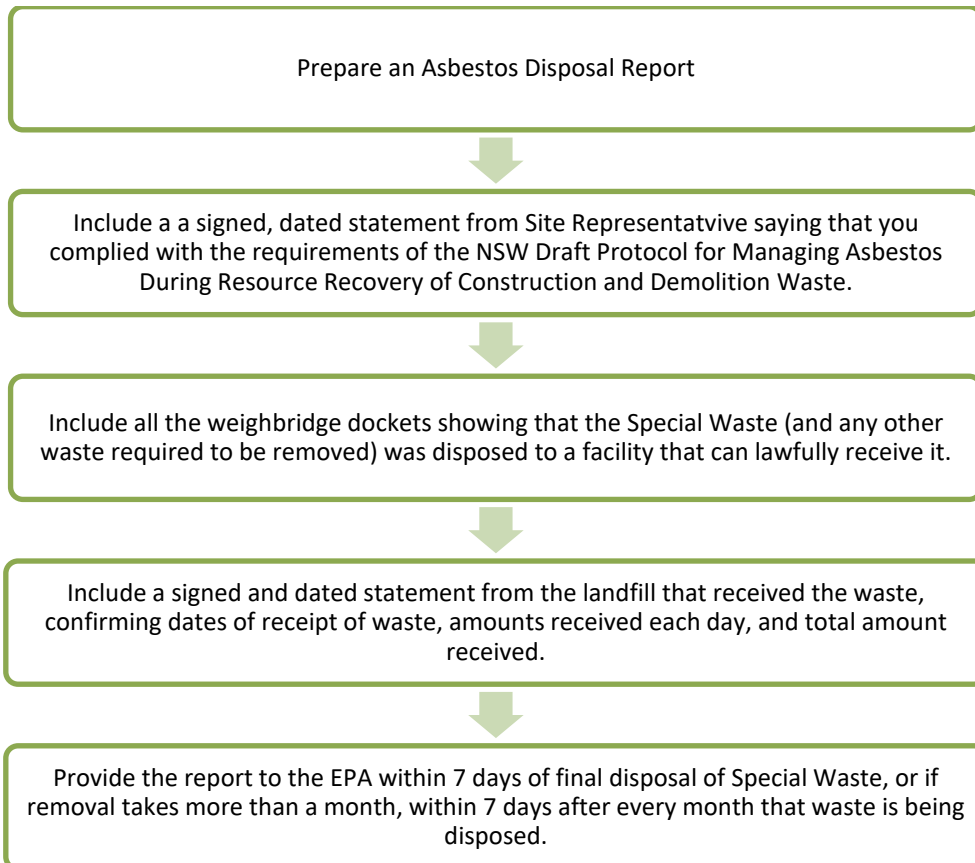 Prepare an Asbestos Disposal Report
Include a a signed, dated statement from Site Representatvive saying that you
complied with the requirements of the NSW Draft Protocol for Managing Asbestos
During Resource Recovery of Construction and Demolition Waste.
Include all the weighbridge dockets showing that the Special Waste (and any other
waste required to be removed) was disposed to a facility that can lawfully receive it.
Include a signed and dated statement from the landfill that received the waste,
confirming dates of receipt of waste, amounts received each day, and total amount
received.
Provide the report to the EPA within 7 days of final disposal of Special Waste, or if
removal takes more than a month, within 7 days after every month that waste is being
disposed.